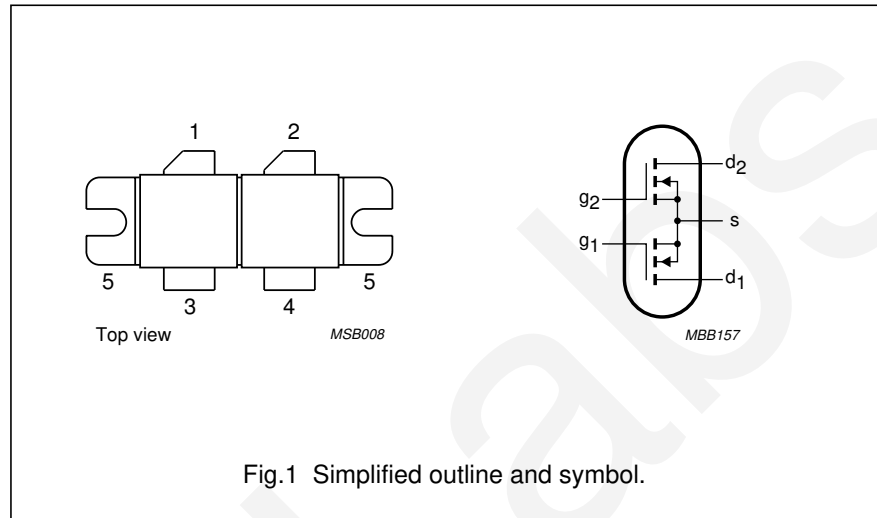 1 2
5 5
3 4
Top view MSB008
d2
g2
s
g1
d1
MBB157
Fig.1 Simplified outline and symbol.